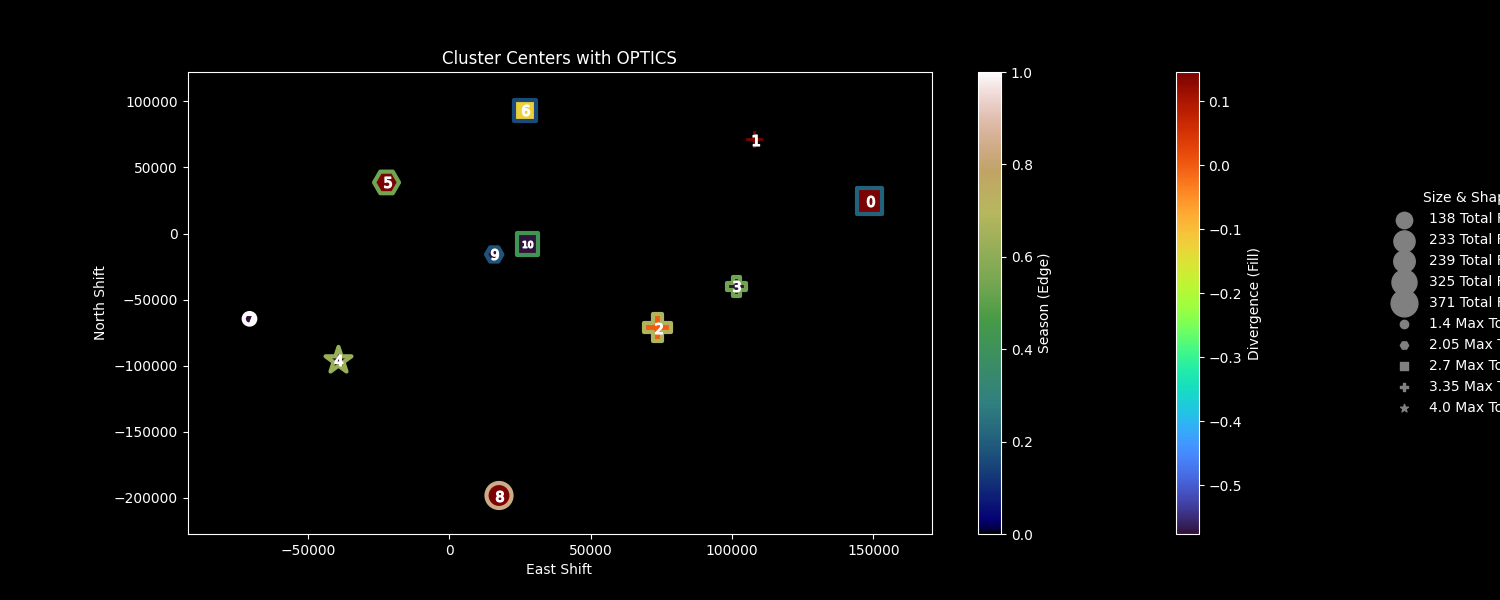 Cluster Centers with OPTICS
100000
50000
0
−50000
−100000
−150000
−200000
North Shift
6
1
5
0
10
9
3
2
4
8
−50000
0
50000
100000
150000
East Shift
1.0
0.8
0.6
0.4
0.2
0.0
Season (Edge)
0.1
0.0
−0.1
−0.2
−0.3
−0.4
−0.5
Divergence (Fill)
Size &
138 Total
233 Total
239 Total
325 Total
371 Total
1.4 Max
2.05 Max
2.7 Max
3.35 Max
4.0 Max